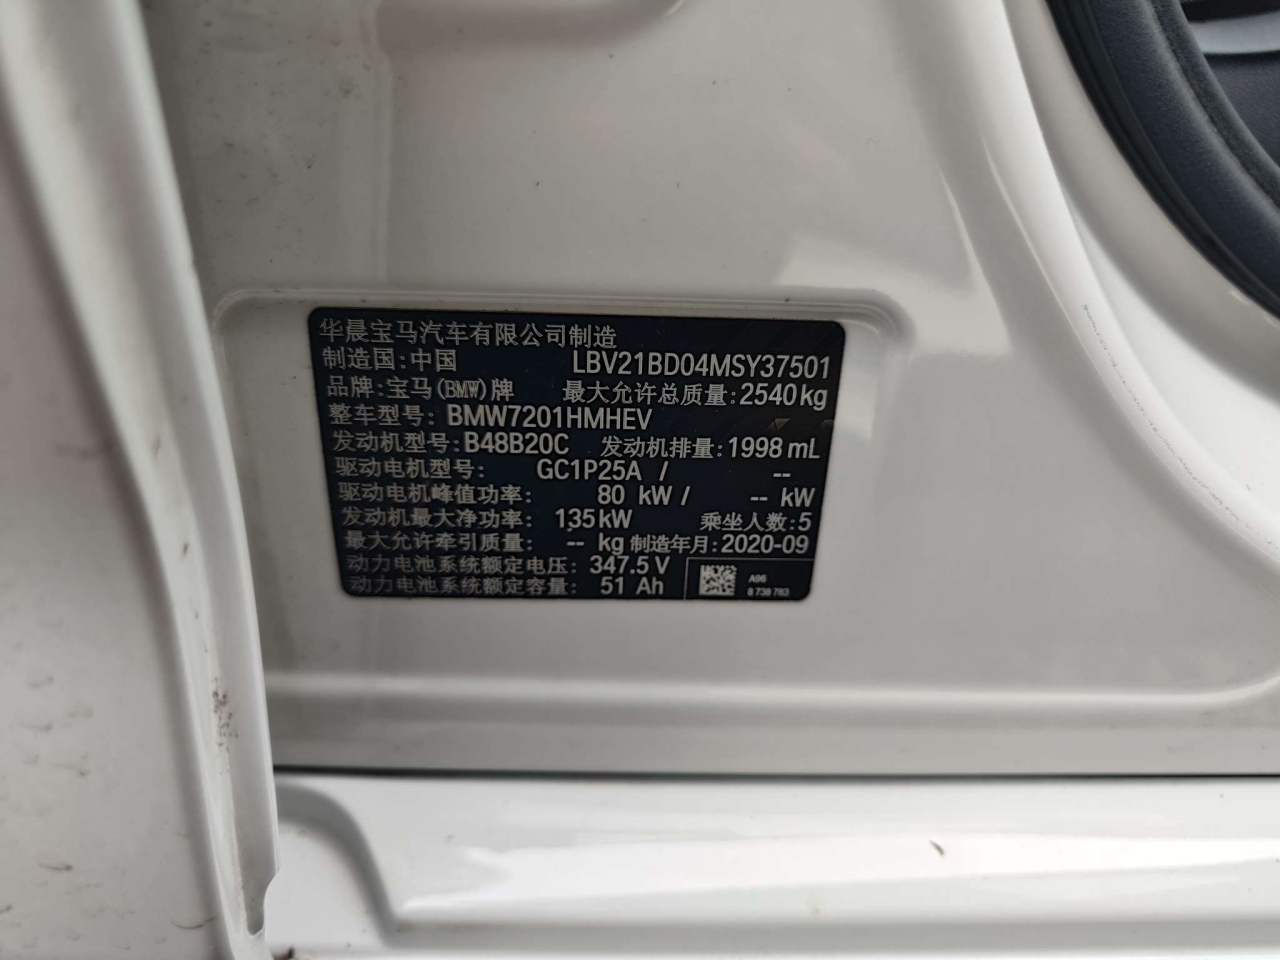 华晨宝马汽车有限公司制造
制造国:中国 LBV21BD04MSY37501
品牌:宝马(BMW)牌 最大允许总质量:2540kg
整车型号:BMW7201HMHEV
发动机型号:B48B20C 发动机排量:1998mL
驱动电机型号: GC1P25A / --
驱动电机峰值功率: 80 kW / -- kW
发动机最大净功率: 135kW 乘坐人数:5
最大允许牵引质量: -- kg 制造年月:2020-09
动力电池系统额定电压: 347.5 V
动力电池系统额定容量: 51 Ah
A96
8 738 783